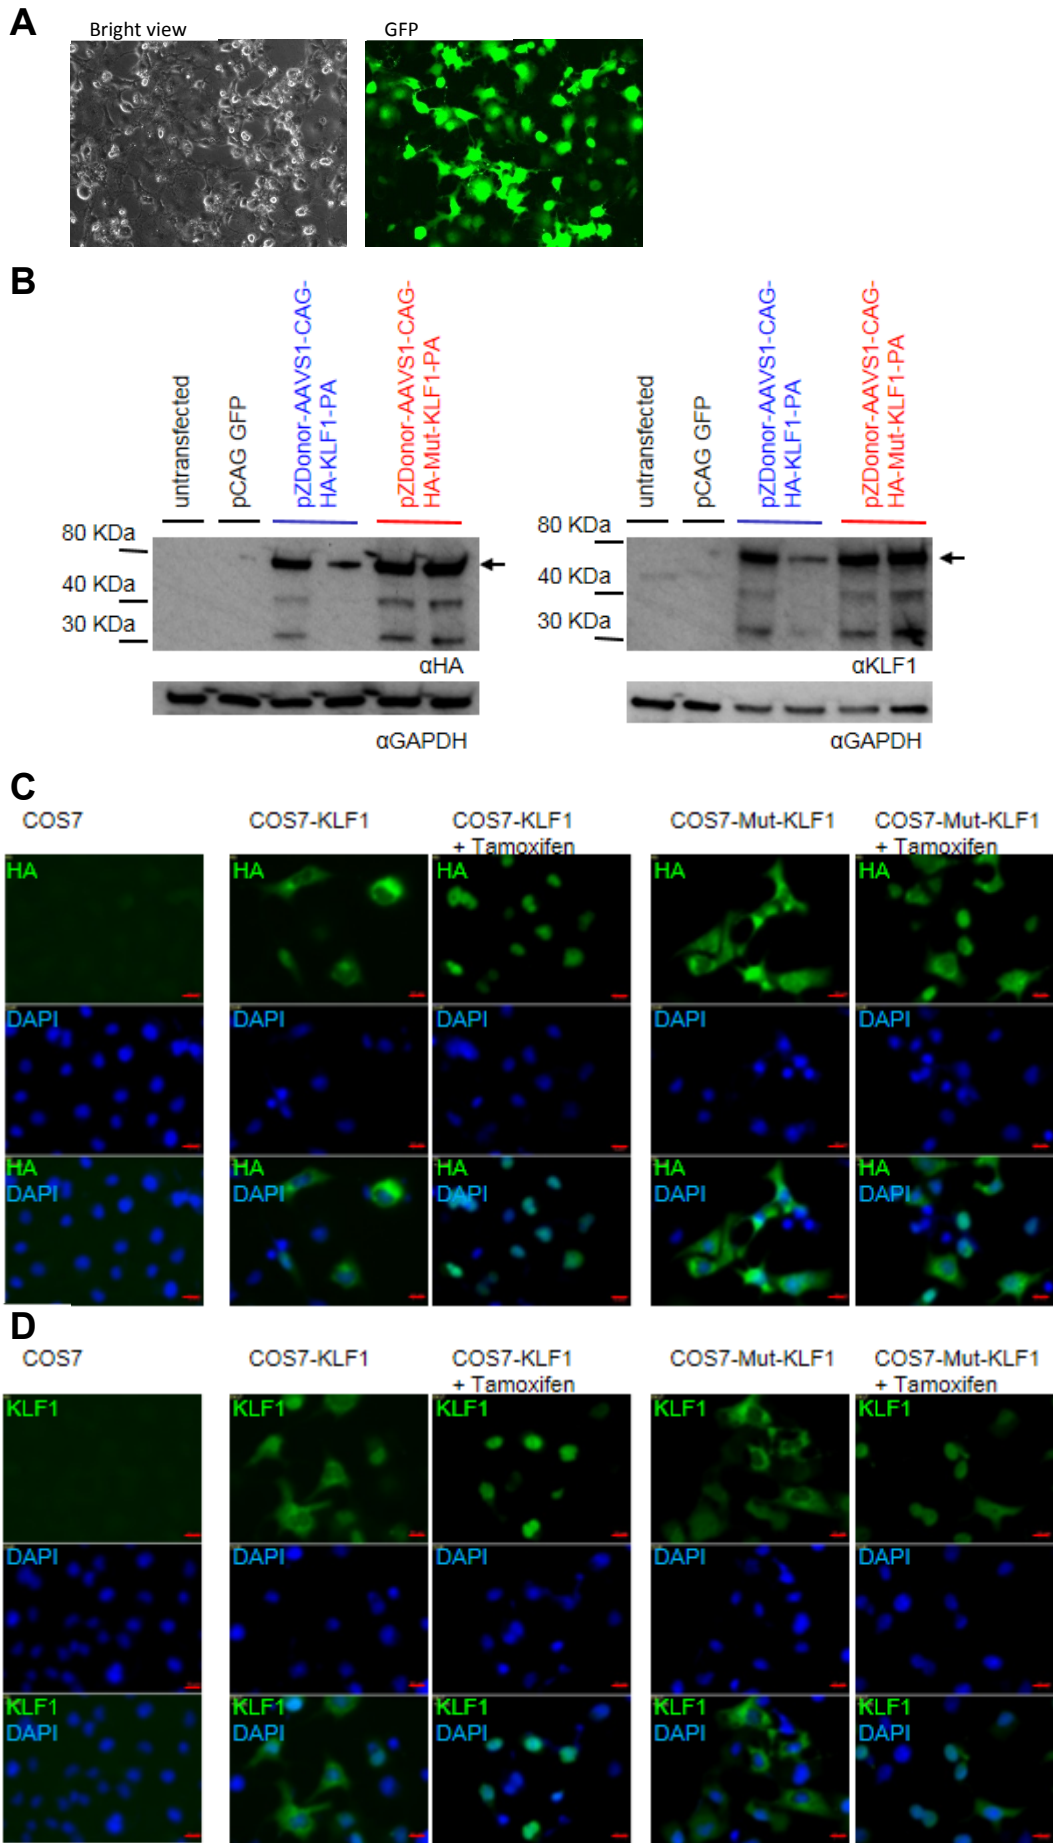 A
Bright view
GFP
B
untransfected
pCAG GFP
pZDonor-AAVS1-CAG-
HA-KLF1-PA
pZDonor-AAVS1-CAG-
HA-Mut-KLF1-PA
80 KDa
40 KDa
30 KDa
αHA
αGAPDH
untransfected
pCAG GFP
pZDonor-AAVS1-CAG-
HA-KLF1-PA
pZDonor-AAVS1-CAG-
HA-Mut-KLF1-PA
80 KDa
40 KDa
30 KDa
αKLF1
αGAPDH
C
COS7
COS7-KLF1
COS7-KLF1
+ Tamoxifen
COS7-Mut-KLF1
COS7-Mut-KLF1
+ Tamoxifen
HA
HA
HA
HA
HA
DAPI
DAPI
DAPI
DAPI
DAPI
HA
DAPI
HA
DAPI
HA
DAPI
HA
DAPI
HA
DAPI
D
COS7
COS7-KLF1
COS7-KLF1
+ Tamoxifen
COS7-Mut-KLF1
COS7-Mut-KLF1
+ Tamoxifen
KLF1
KLF1
KLF1
KLF1
KLF1
DAPI
DAPI
DAPI
DAPI
DAPI
KLF1
DAPI
KLF1
DAPI
KLF1
DAPI
KLF1
DAPI
KLF1
DAPI